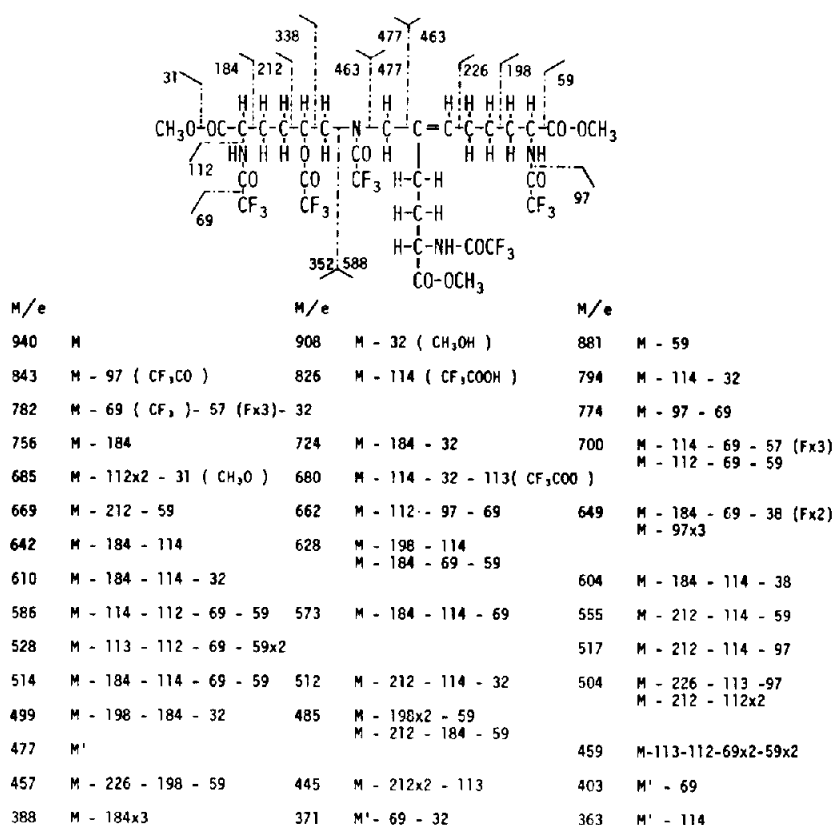 338 477 463
184 212 463 477 226 198 59
31
H H H H H H H H H H H H
CH₃O-OC-C-C-C-C-C-N-C-C=C-C-C-C-C-CO-OCH₃
HN H H O H CO H H H H NH
112 CO CO CF₃ H-C-H CO
69 CF₃ CF₃ H-C-H CF₃ 97
H-C-NH-COCF₃
352 588 CO-OCH₃
M/e M/e M/e
940 M 908 M - 32 ( CH₃OH ) 881 M - 59
843 M - 97 ( CF₃CO ) 826 M - 114 ( CF₃COOH ) 794 M - 114 - 32
782 M - 69 ( CF₃ )- 57 (Fx3)- 32 774 M - 97 - 69
756 M - 184 724 M - 184 - 32 700 M - 114 - 69 - 57 (Fx3)
M - 112 - 69 - 59
685 M - 112x2 - 31 ( CH₃O ) 680 M - 114 - 32 - 113( CF₃COO )
669 M - 212 - 59 662 M - 112 - 97 - 69 649 M - 184 - 69 - 38 (Fx2)
M - 97x3
642 M - 184 - 114 628 M - 198 - 114
M - 184 - 69 - 59
610 M - 184 - 114 - 32 604 M - 184 - 114 - 38
586 M - 114 - 112 - 69 - 59 573 M - 184 - 114 - 69 555 M - 212 - 114 - 59
528 M - 113 - 112 - 69 - 59x2 517 M - 212 - 114 - 97
514 M - 184 - 114 - 69 - 59 512 M - 212 - 114 - 32 504 M - 226 - 113 -97
M - 212 - 112x2
499 M - 198 - 184 - 32 485 M - 198x2 - 59
M - 212 - 184 - 59
477 M' 459 M-113-112-69x2-59x2
457 M - 226 - 198 - 59 445 M - 212x2 - 113 403 M' - 69
388 M - 184x3 371 M'- 69 - 32 363 M' - 114